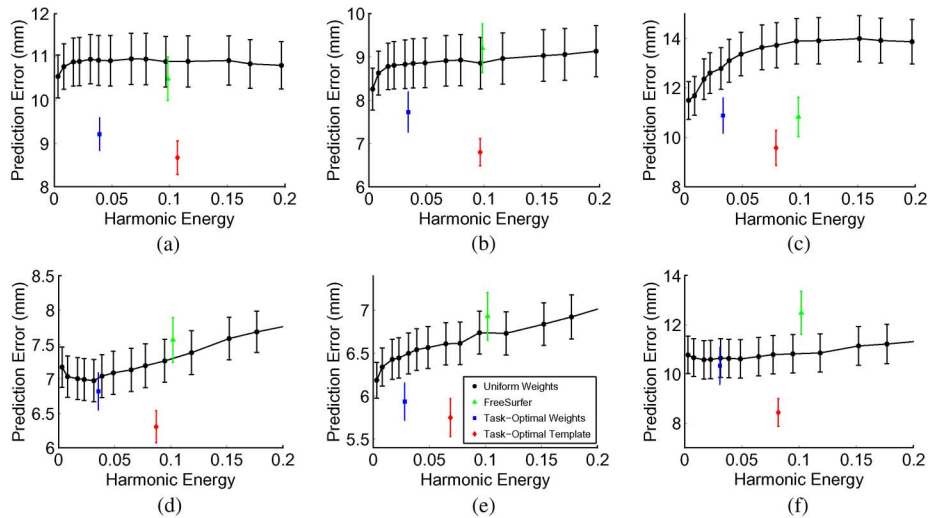 Prediction Error (mm)
12
11
10
9
8
0
0.05
0.1
0.15
0.2
Harmonic Energy
(a)
Prediction Error (mm)
10
9
8
7
6
0
0.05
0.1
0.15
0.2
Harmonic Energy
(b)
Prediction Error (mm)
14
12
10
8
0
0.05
0.1
0.15
0.2
Harmonic Energy
(c)
Prediction Error (mm)
8.5
8
7.5
7
6.5
6
0
0.05
0.1
0.15
0.2
Harmonic Energy
(d)
Prediction Error (mm)
7
6.5
6
5.5
0
0.05
0.1
0.15
0.2
Uniform Weights
FreeSurfer
Task-Optimal Weights
Task-Optimal Template
Harmonic Energy
(e)
Prediction Error (mm)
14
12
10
8
0
0.05
0.1
0.15
0.2
Harmonic Energy
(f)